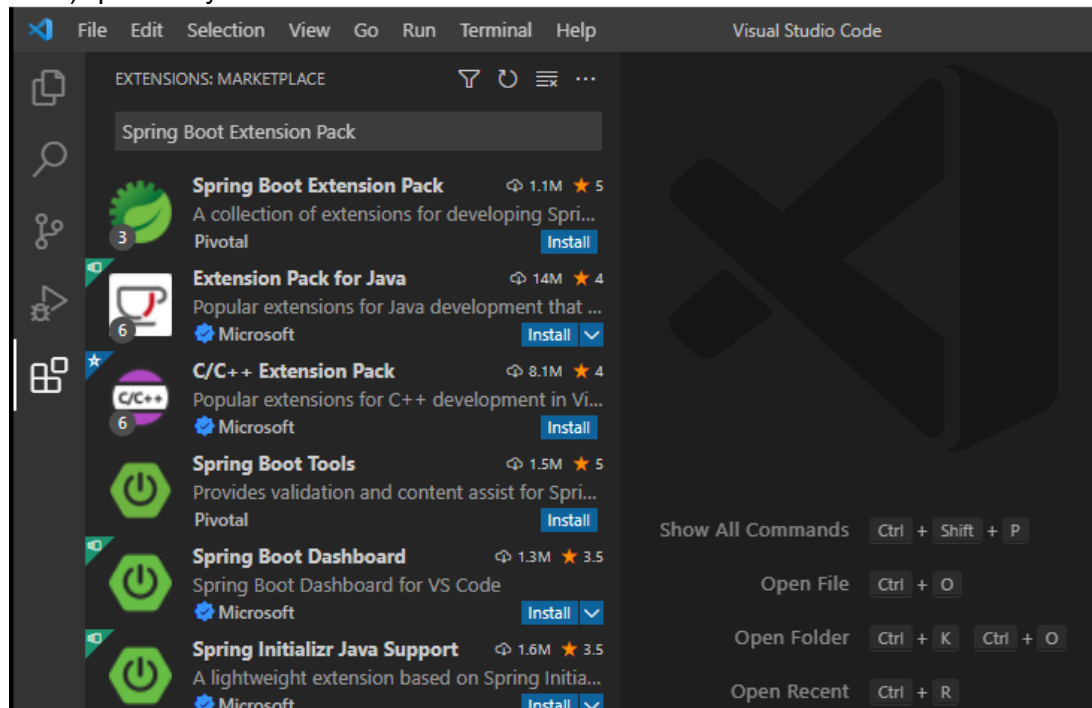 File Edit Selection View Go Run Terminal Help Visual Studio Code
EXTENSIONS: MARKETPLACE
Spring Boot Extension Pack
Spring Boot Extension Pack 1.1M 5
A collection of extensions for developing Spri...
3
Pivotal Install
Extension Pack for Java 14M 4
Popular extensions for Java development that ...
6
Microsoft Install
C/C++ Extension Pack 8.1M 4
C/C++
Popular extensions for C++ development in Vi...
6
Microsoft Install
Spring Boot Tools 1.5M 5
Provides validation and content assist for Spri...
Pivotal Install
Spring Boot Dashboard 1.3M 3.5
Spring Boot Dashboard for VS Code
Microsoft Install
Spring Initializr Java Support 1.6M 3.5
A lightweight extension based on Spring Initia...
Microsoft Install
Show All Commands Ctrl + Shift + P
Open File Ctrl + O
Open Folder Ctrl + K Ctrl + O
Open Recent Ctrl + R